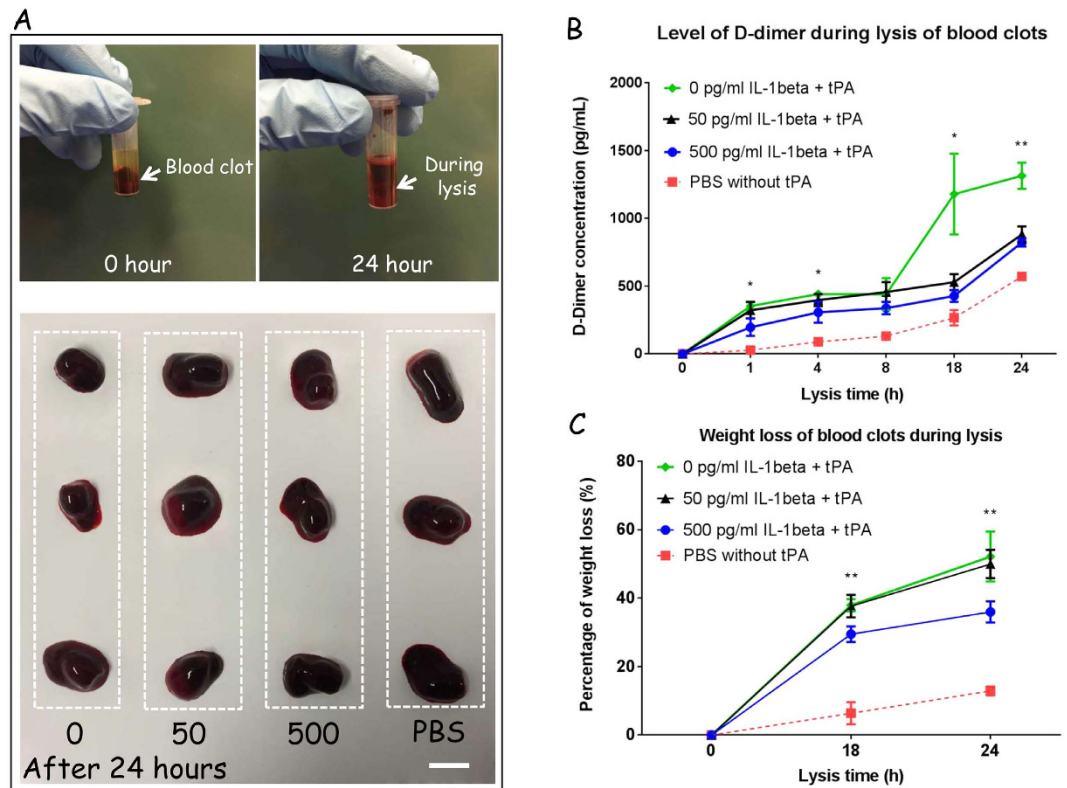 A
Blood clot
0 hour
During
lysis
24 hour
0 50 500 PBS
After 24 hours
B
Level of D-dimer during lysis of blood clots
D-Dimer concentration (pg/mL)
2000
1500
1000
500
0
0 pg/ml IL-1beta + tPA
50 pg/ml IL-1beta + tPA
500 pg/ml IL-1beta + tPA
PBS without tPA
* * * **
0 1 4 8 18 24
Lysis time (h)
C
Weight loss of blood clots during lysis
Percentage of weight loss (%)
80
60
40
20
0
0 pg/ml IL-1beta + tPA
50 pg/ml IL-1beta + tPA
500 pg/ml IL-1beta + tPA
PBS without tPA
** **
0 18 24
Lysis time (h)